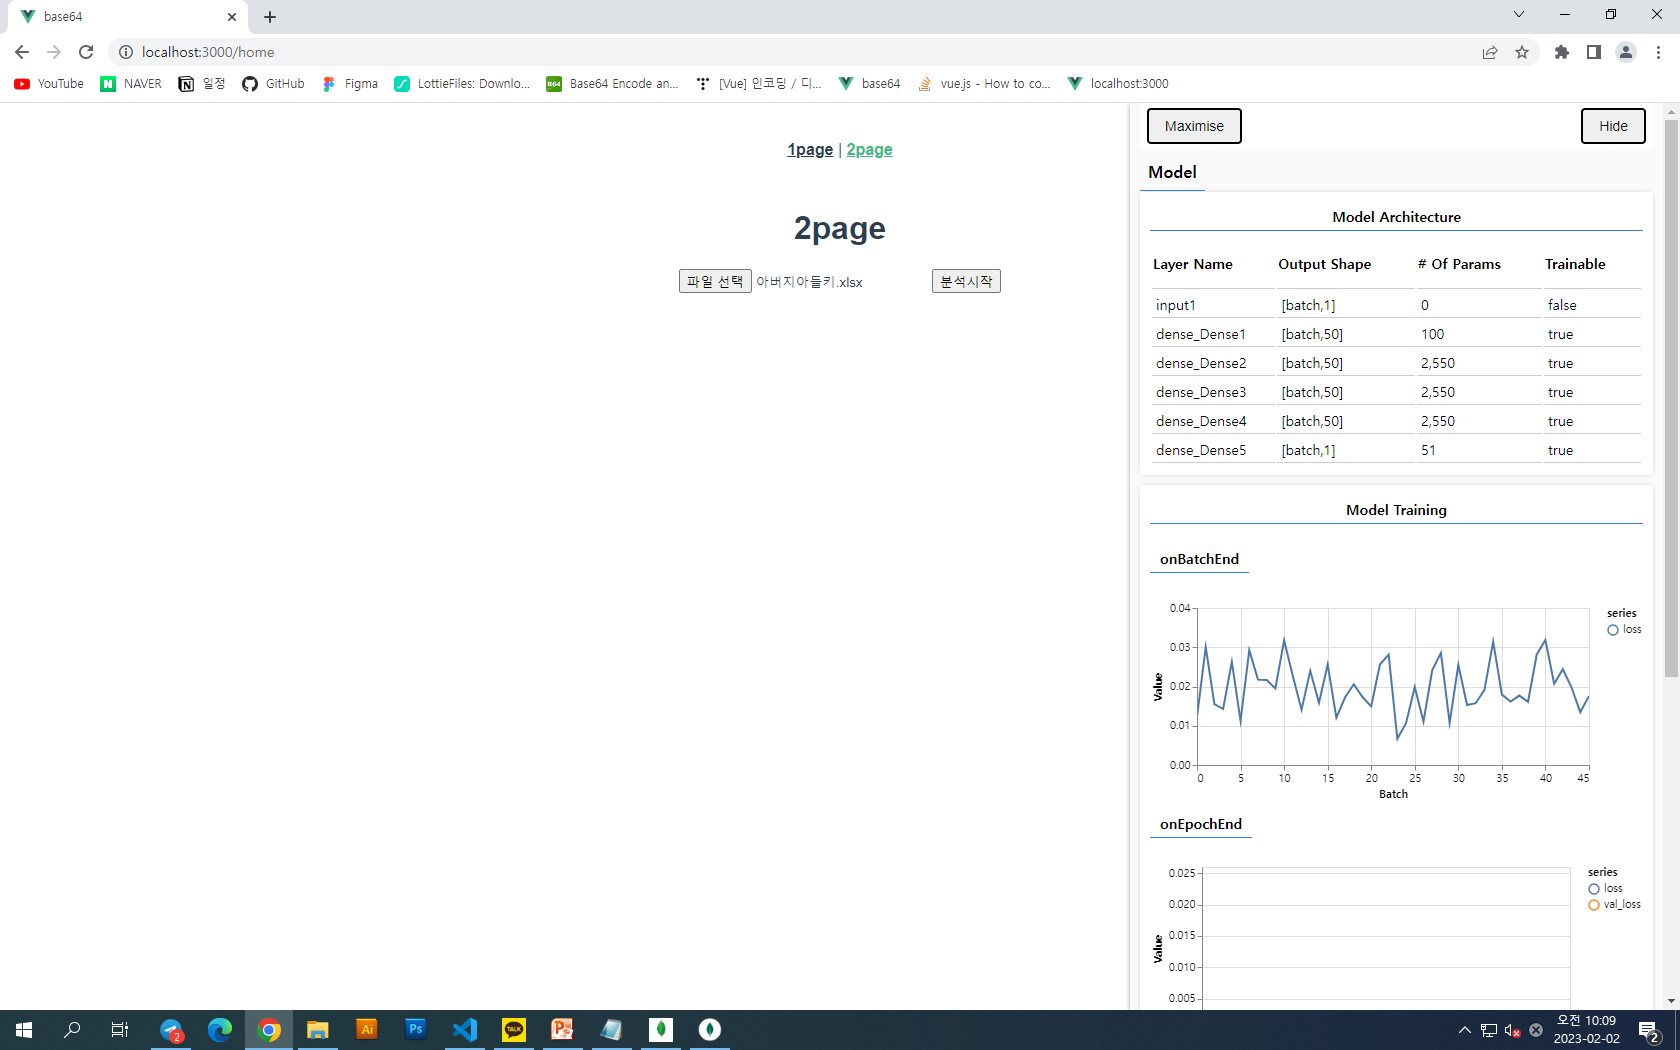 base64
localhost:3000/home
YouTube NAVER 일정 GitHub Figma LottieFiles: Downlo... Base64 Encode an... [Vue] 인코딩 / 디... base64 vue.js - How to co... localhost:3000
Maximise Hide
1page | 2page
Model
2page
Model Architecture
Layer Name Output Shape # Of Params Trainable
파일 선택 아버지아들키.xlsx 분석시작
input1 [batch,1] 0 false
dense_Dense1 [batch,50] 100 true
dense_Dense2 [batch,50] 2,550 true
dense_Dense3 [batch,50] 2,550 true
dense_Dense4 [batch,50] 2,550 true
dense_Dense5 [batch,1] 51 true
Model Training
onBatchEnd
0.04
0.03
0.02
0.01
0.00
Value
0 5 10 15 20 25 30 35 40 45
Batch
series
loss
onEpochEnd
0.025
0.020
0.015
0.010
0.005
Value
series
loss
val_loss
B64
2
Ai
Ps
TALK
오전 10:09
2023-02-02
2